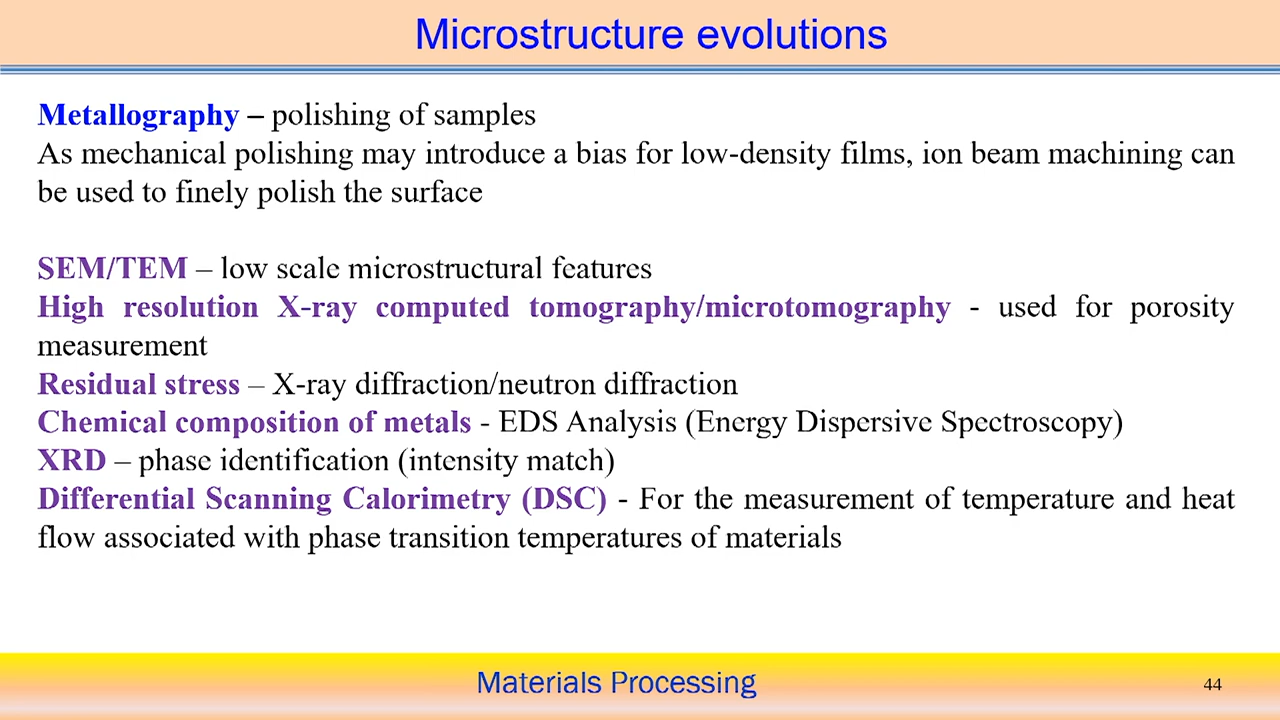 Microstructure evolutions
Metallography – polishing of samples
As mechanical polishing may introduce a bias for low-density films, ion beam machining can
be used to finely polish the surface
SEM/TEM – low scale microstructural features
High resolution X-ray computed tomography/microtomography - used for porosity
measurement
Residual stress – X-ray diffraction/neutron diffraction
Chemical composition of metals - EDS Analysis (Energy Dispersive Spectroscopy)
XRD – phase identification (intensity match)
Differential Scanning Calorimetry (DSC) - For the measurement of temperature and heat
flow associated with phase transition temperatures of materials
Materials Processing
44